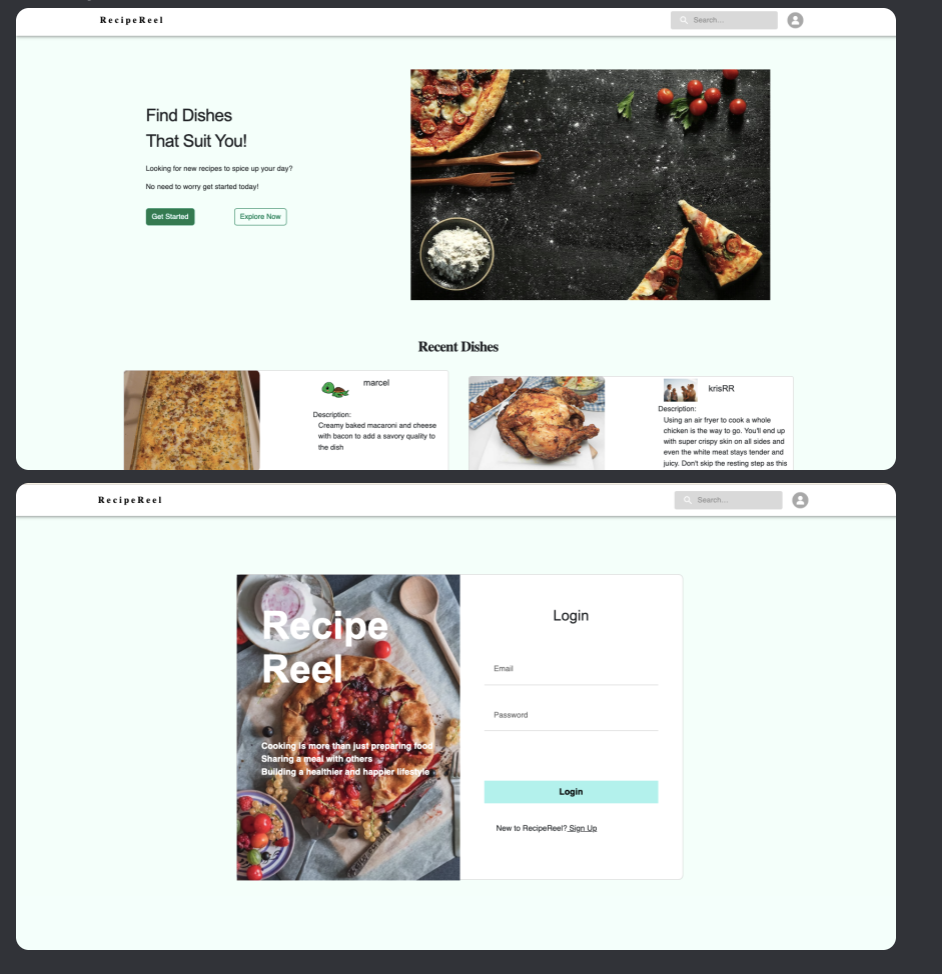 RecipeReel
Search...
Find Dishes
That Suit You!
Looking for new recipes to spice up your day?
No need to worry get started today!
Get Started
Explore Now
Recent Dishes
marcel
Description:
Creamy baked macaroni and cheese
with bacon to add a savory quality to
the dish
krisRR
Description:
Using an air fryer to cook a whole
chicken is the way to go. You'll end up
with super crispy skin on all sides and
even the white meat stays tender and
juicy. Don't skip the resting step as this
RecipeReel
Search...
Recipe
Reel
Cooking is more than just preparing food
Sharing a meal with others
Building a healthier and happier lifestyle
Login
Email
Password
Login
New to RecipeReel? Sign Up